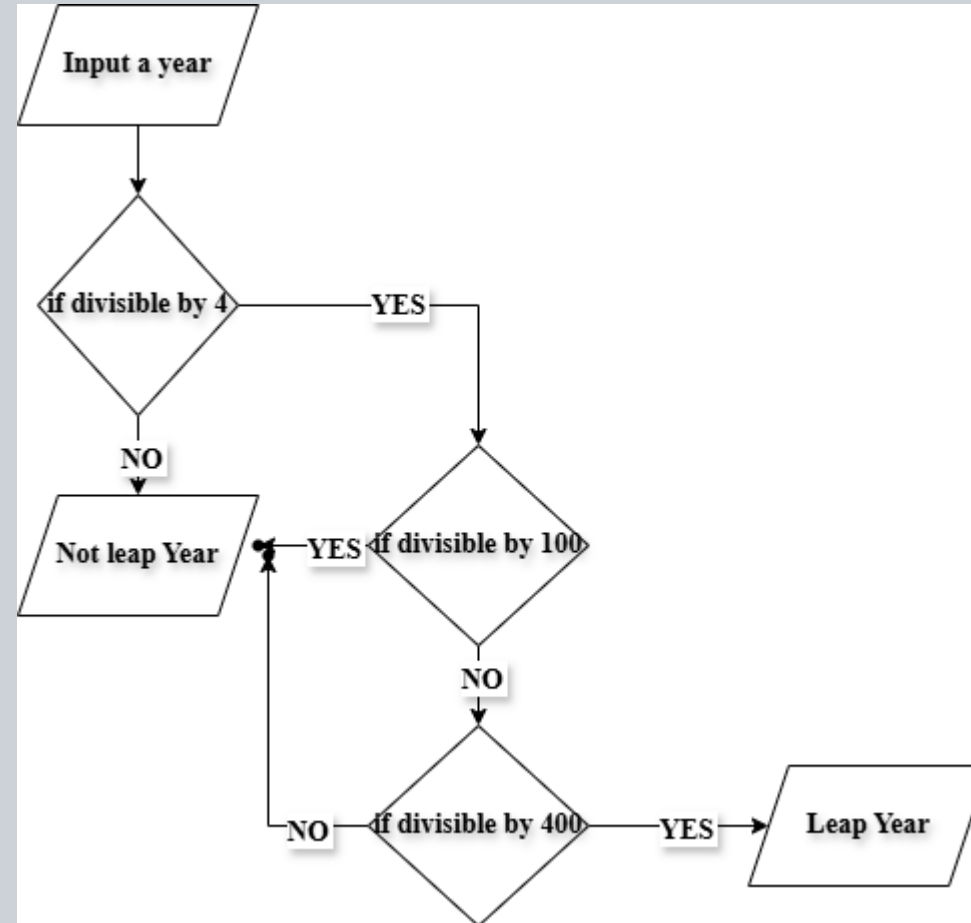 Input a year
if divisible by 4
YES
NO
Not leap Year
YES
if divisible by 100
NO
NO
if divisible by 400
YES
Leap Year